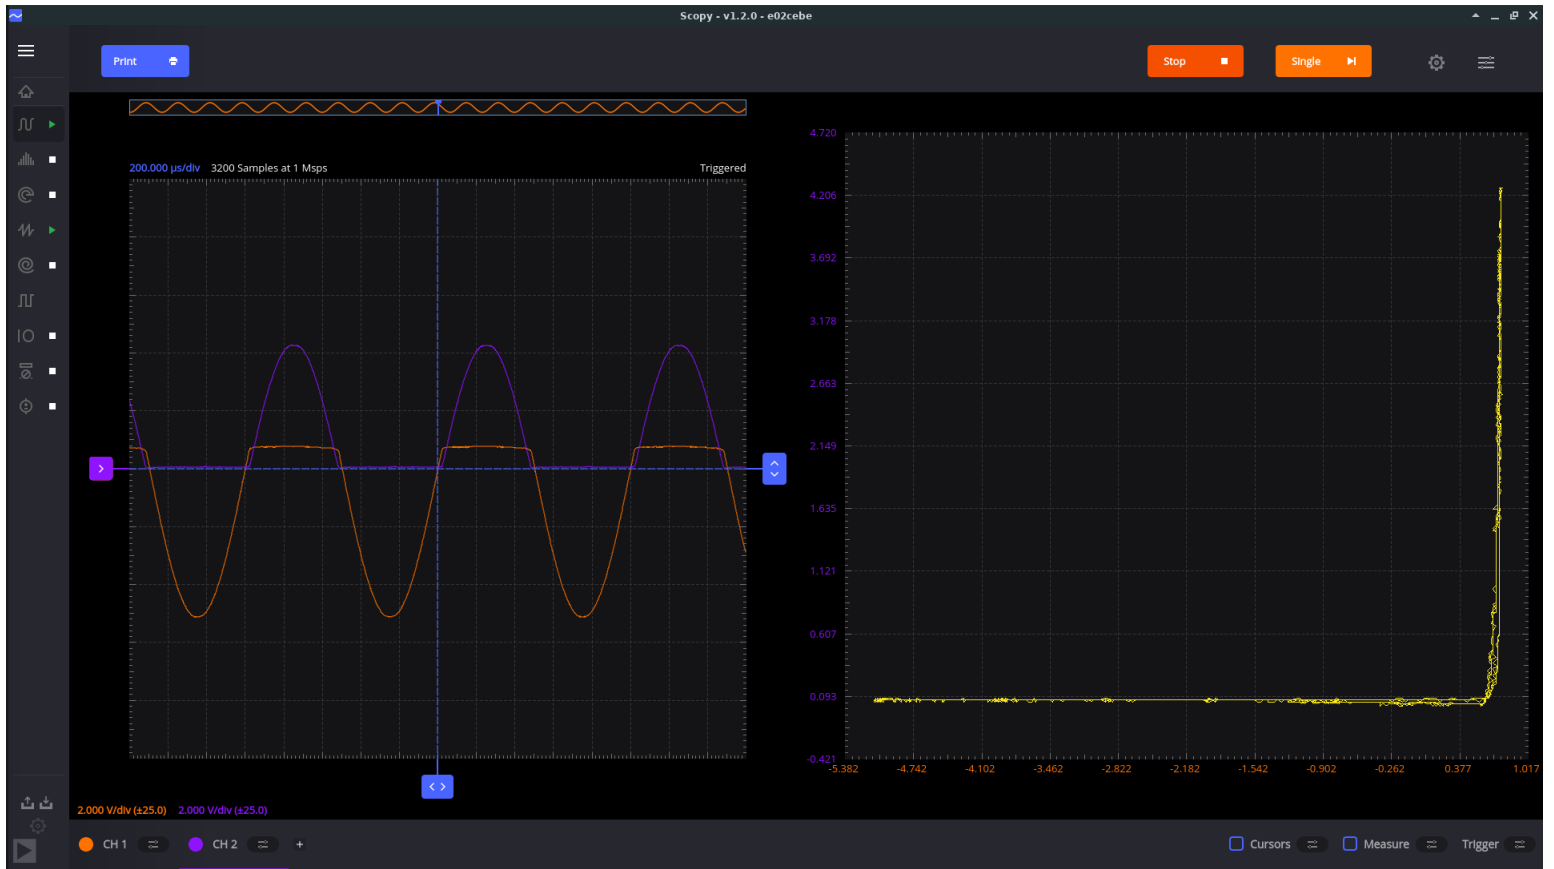 Scopy - v1.2.0 - e02cebe
Print
Stop
Single
200.000 µs/div 3200 Samples at 1 Msps
Triggered
4.720
4.206
3.692
3.178
2.663
2.149
1.635
1.121
0.607
0.093
-0.421
-5.382 -4.742 -4.102 -3.462 -2.822 -2.182 -1.542 -0.902 -0.262 0.377 1.017
2.000 V/div (±25.0) 2.000 V/div (±25.0)
CH 1 CH 2 + Cursors Measure Trigger